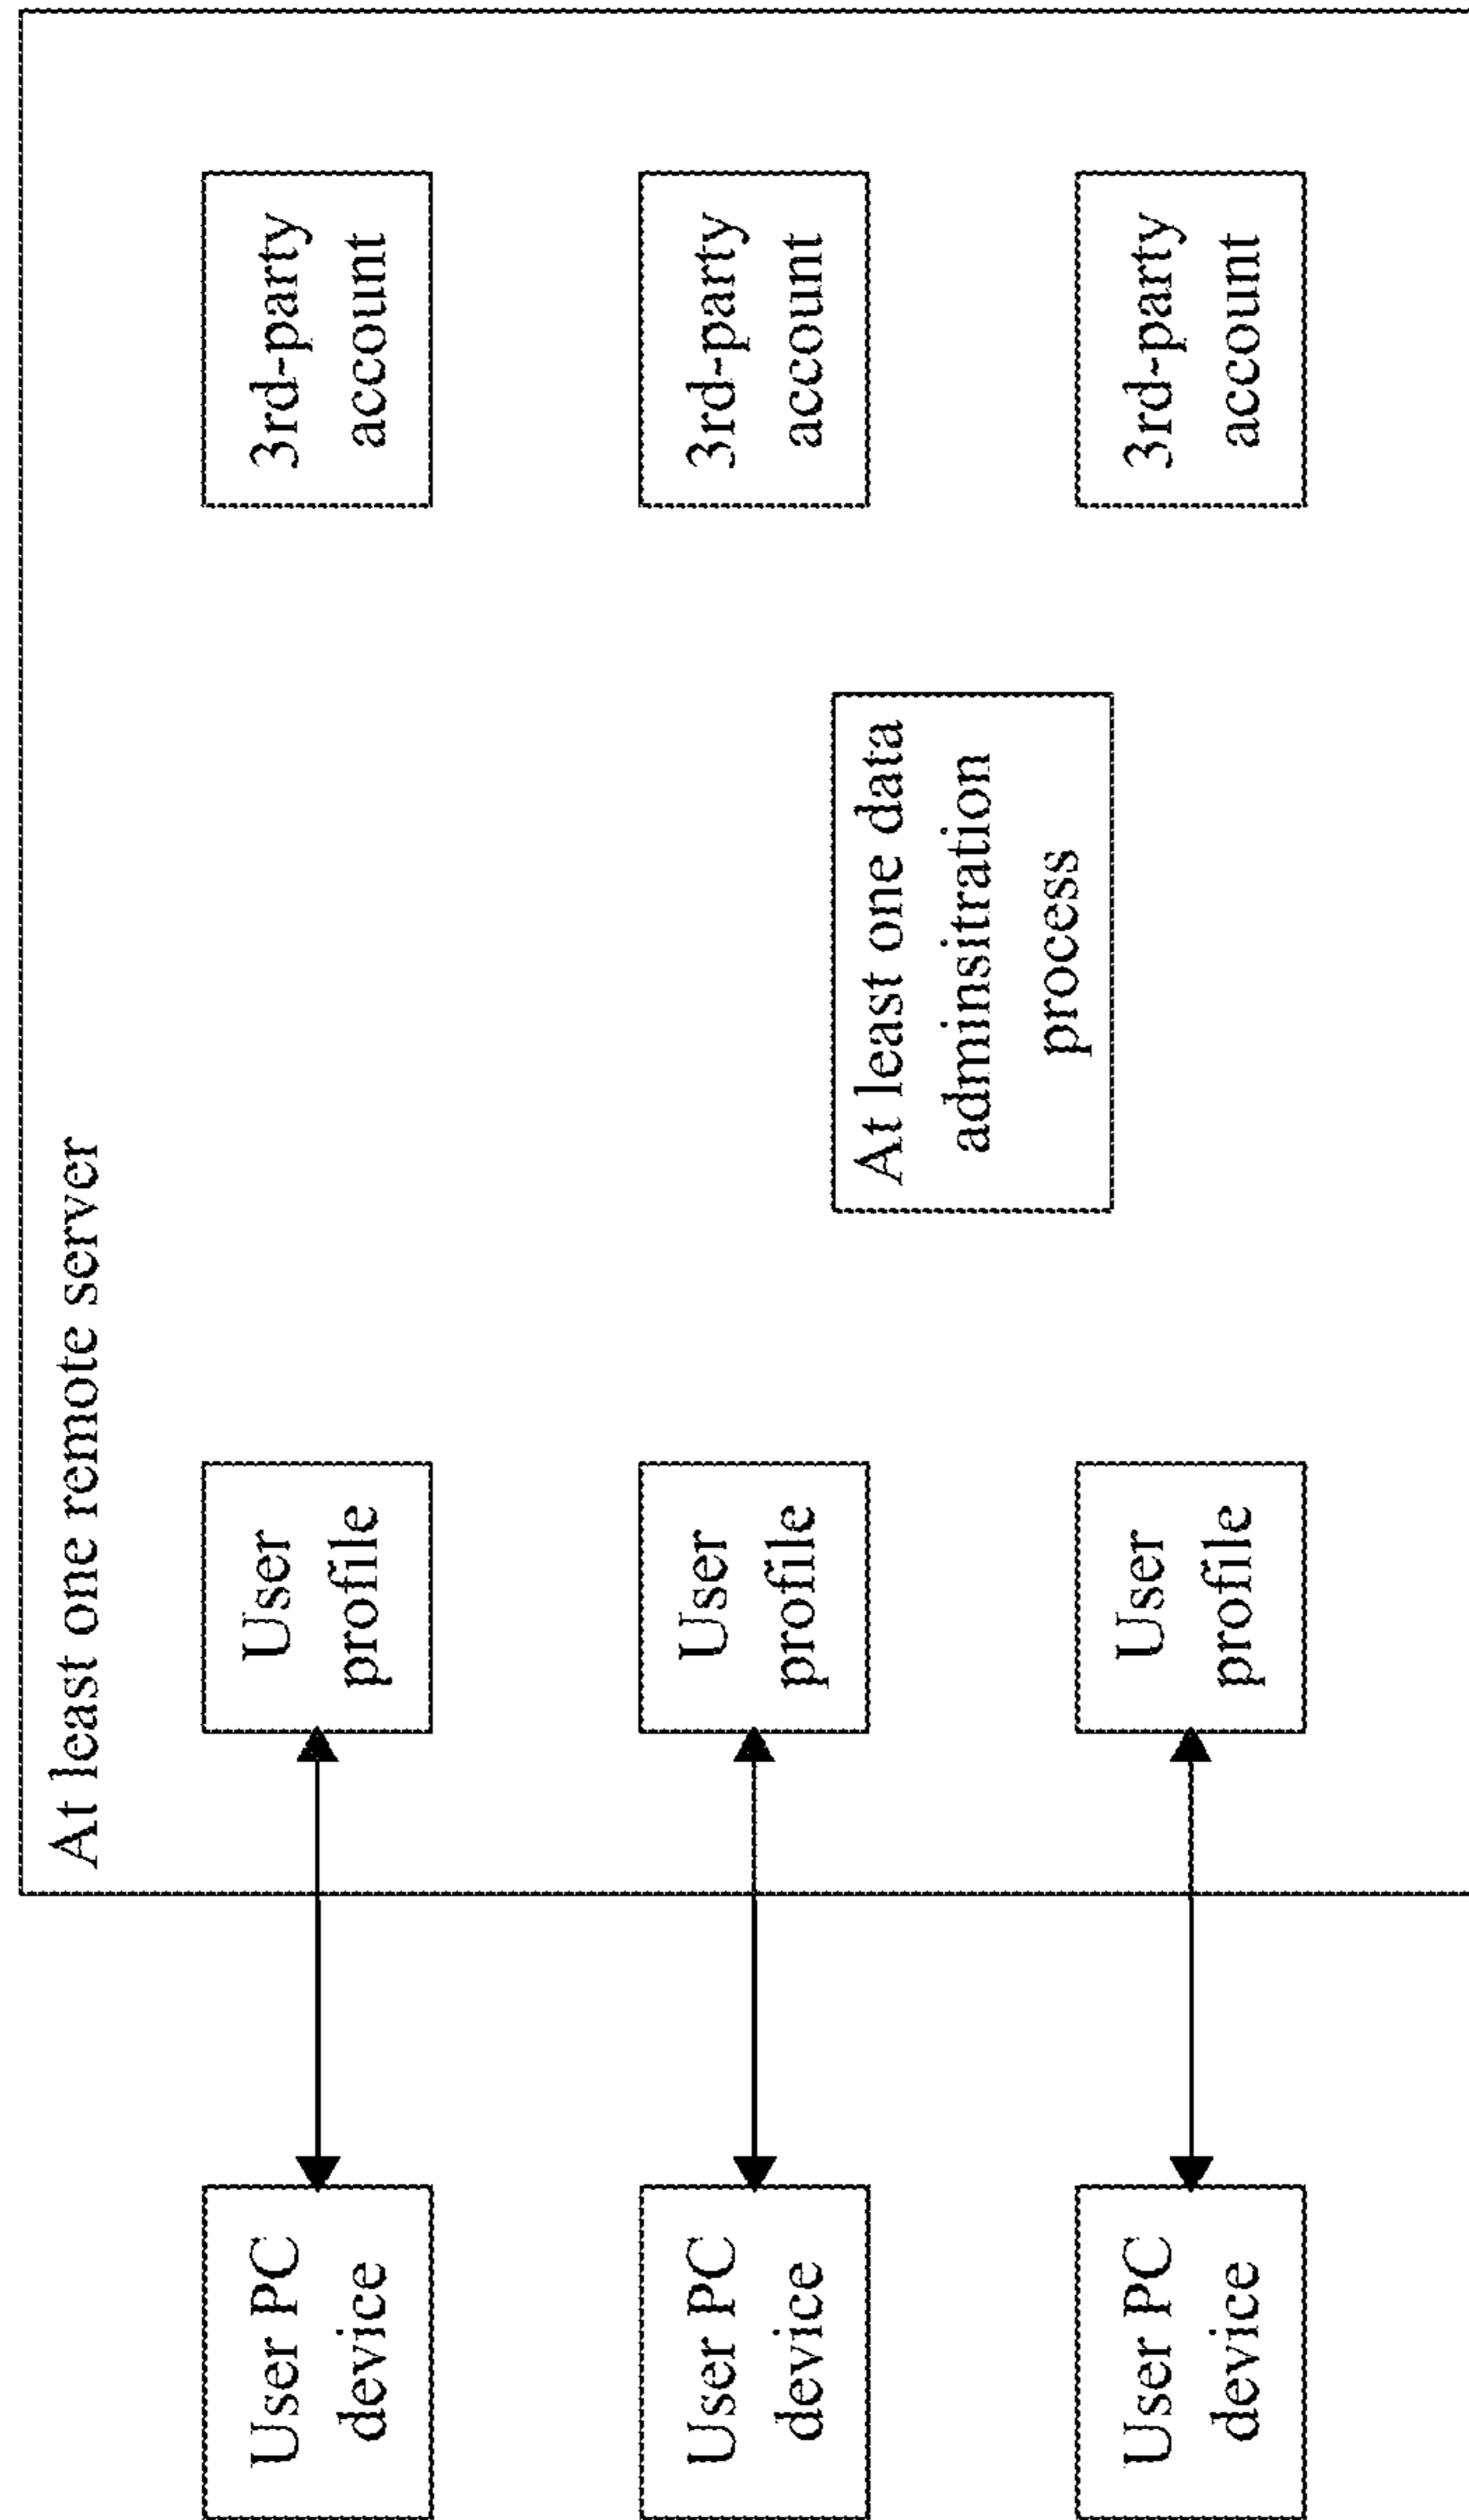 At least one remote server
User PC
device
User
profile
3rd-party
account
User PC
device
User
profile
3rd-party
account
At least one data
adminsitration
process
User PC
device
User
profile
3rd-party
account